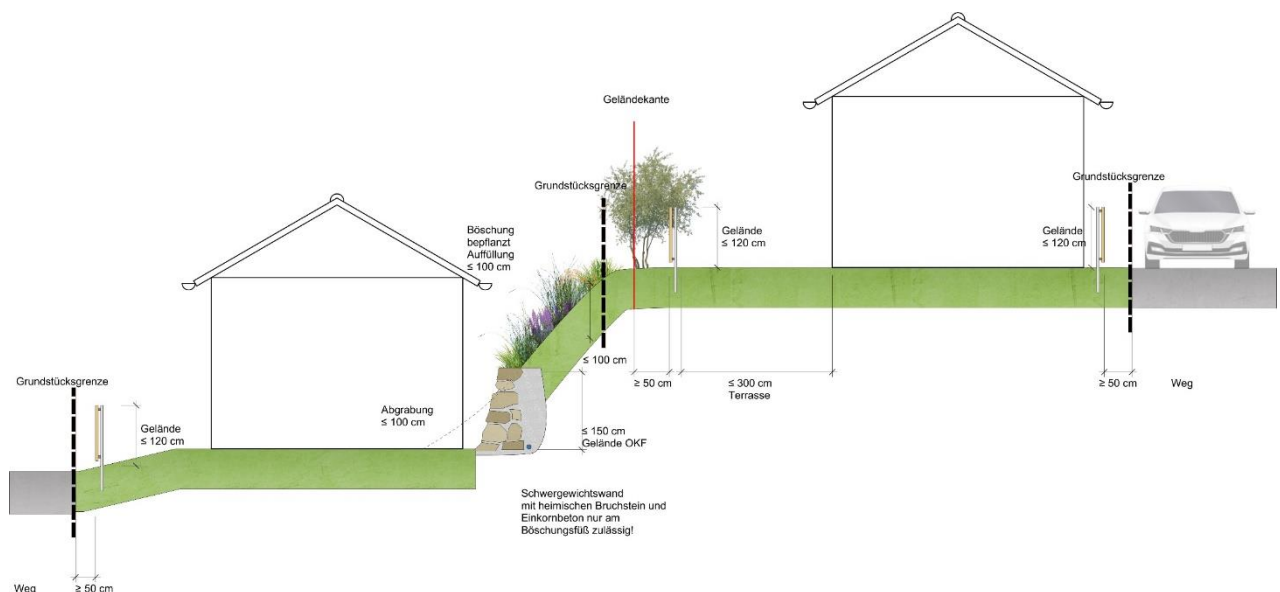 Geländekante
Grundstücksgrenze
Grundstücksgrenze
Böschung
bepflanzt
Auffüllung
≤ 100 cm
Gelände
≤ 120 cm
Gelände
≤ 120 cm
≤ 100 cm
Grundstücksgrenze
≥ 50 cm
≤ 300 cm
Terrasse
≥ 50 cm
Weg
Abgrabung
≤ 100 cm
Gelände
≤ 120 cm
≤ 150 cm
Gelände OKF
Schwergewichtswand
mit heimischen Bruchstein und
Einkornbeton nur am
Böschungsfüß zulässig!
Weg
≥ 50 cm